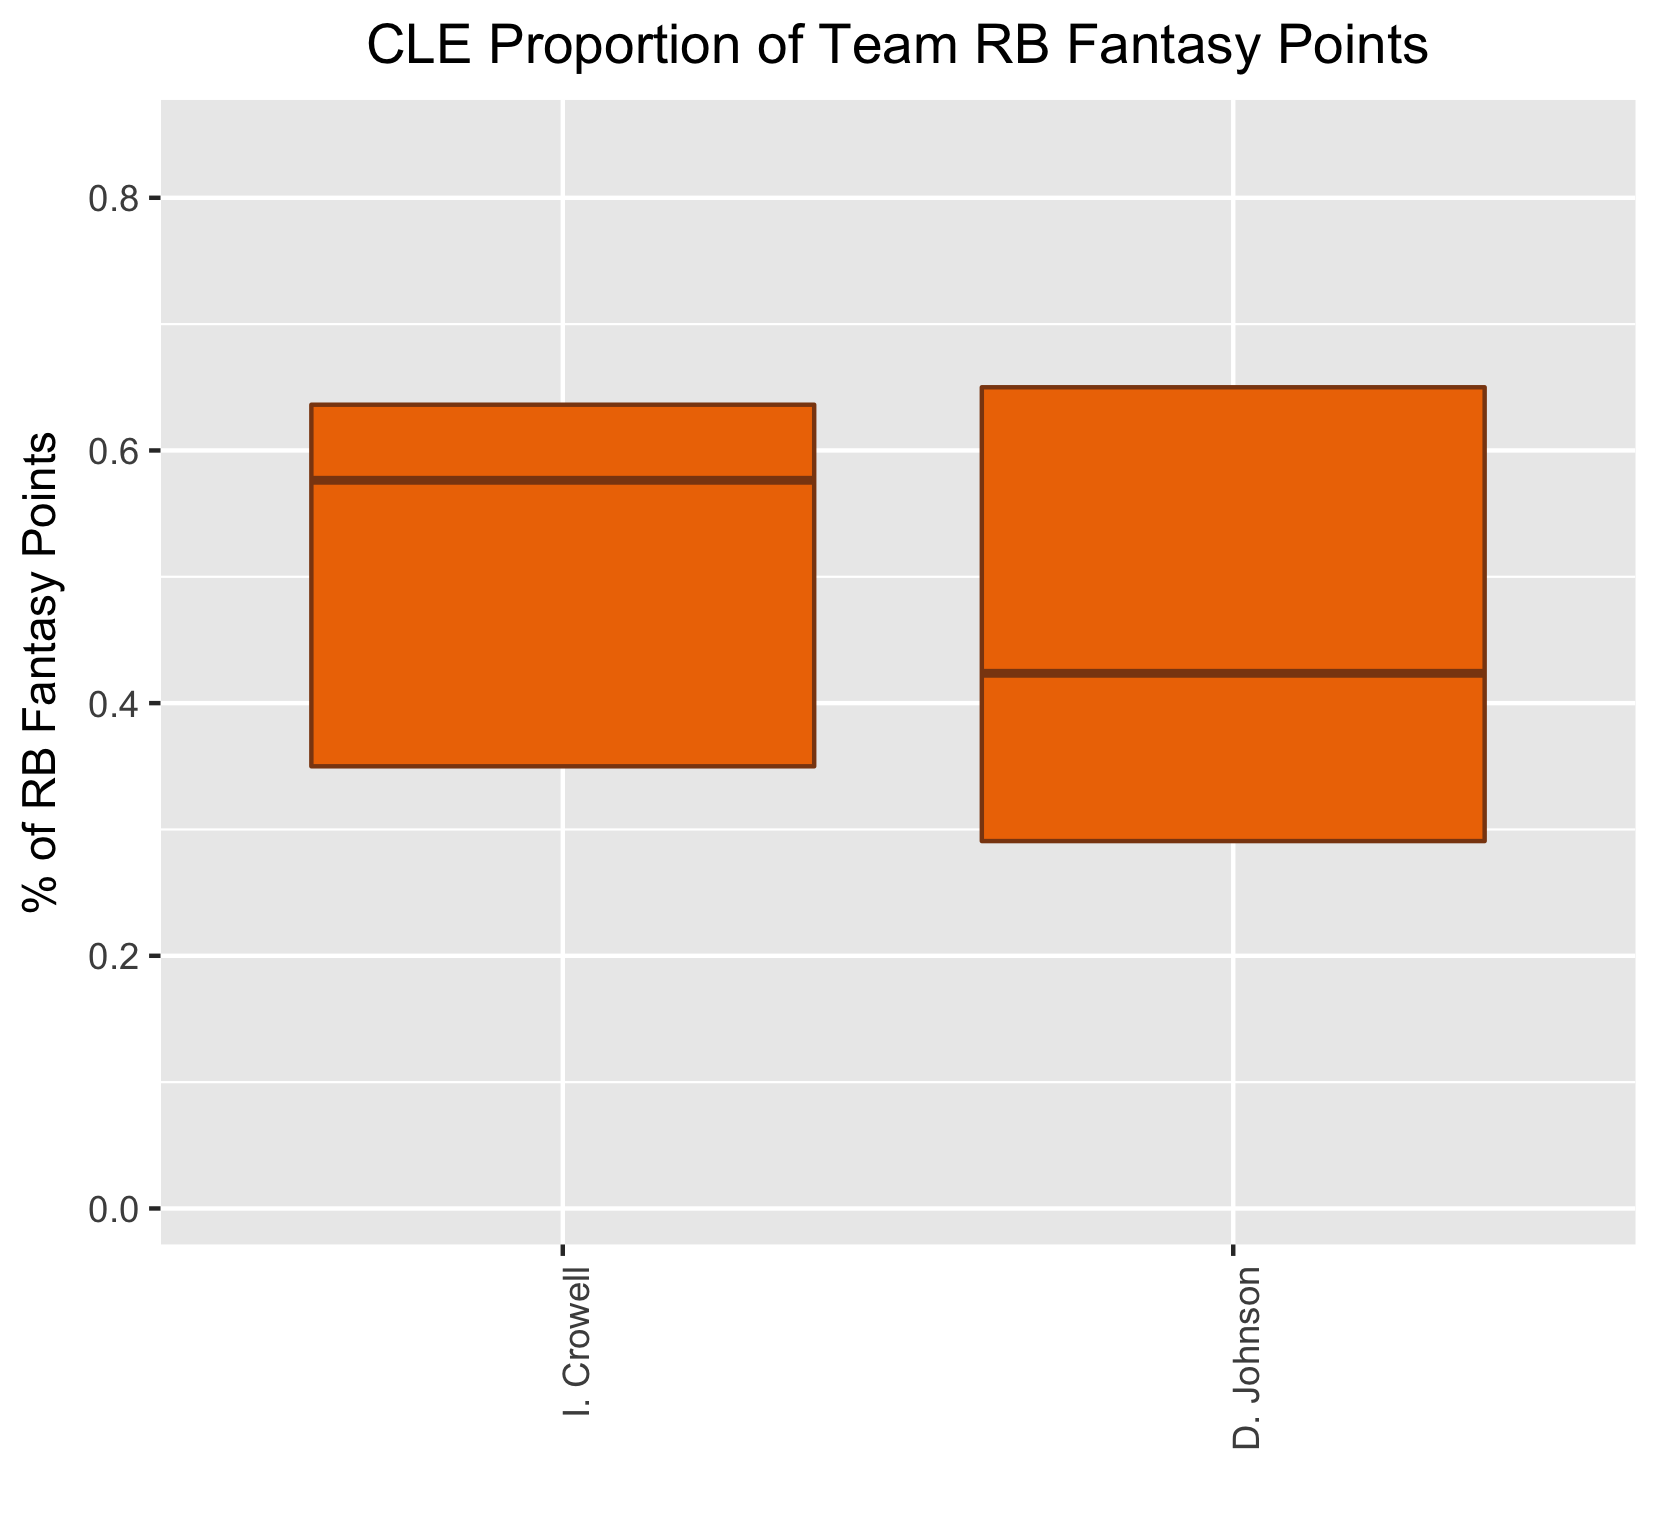 CLE Proportion of Team RB Fantasy Points
% of RB Fantasy Points
0.8
0.6
0.4
0.2
0.0
I. Crowell
D. Johnson